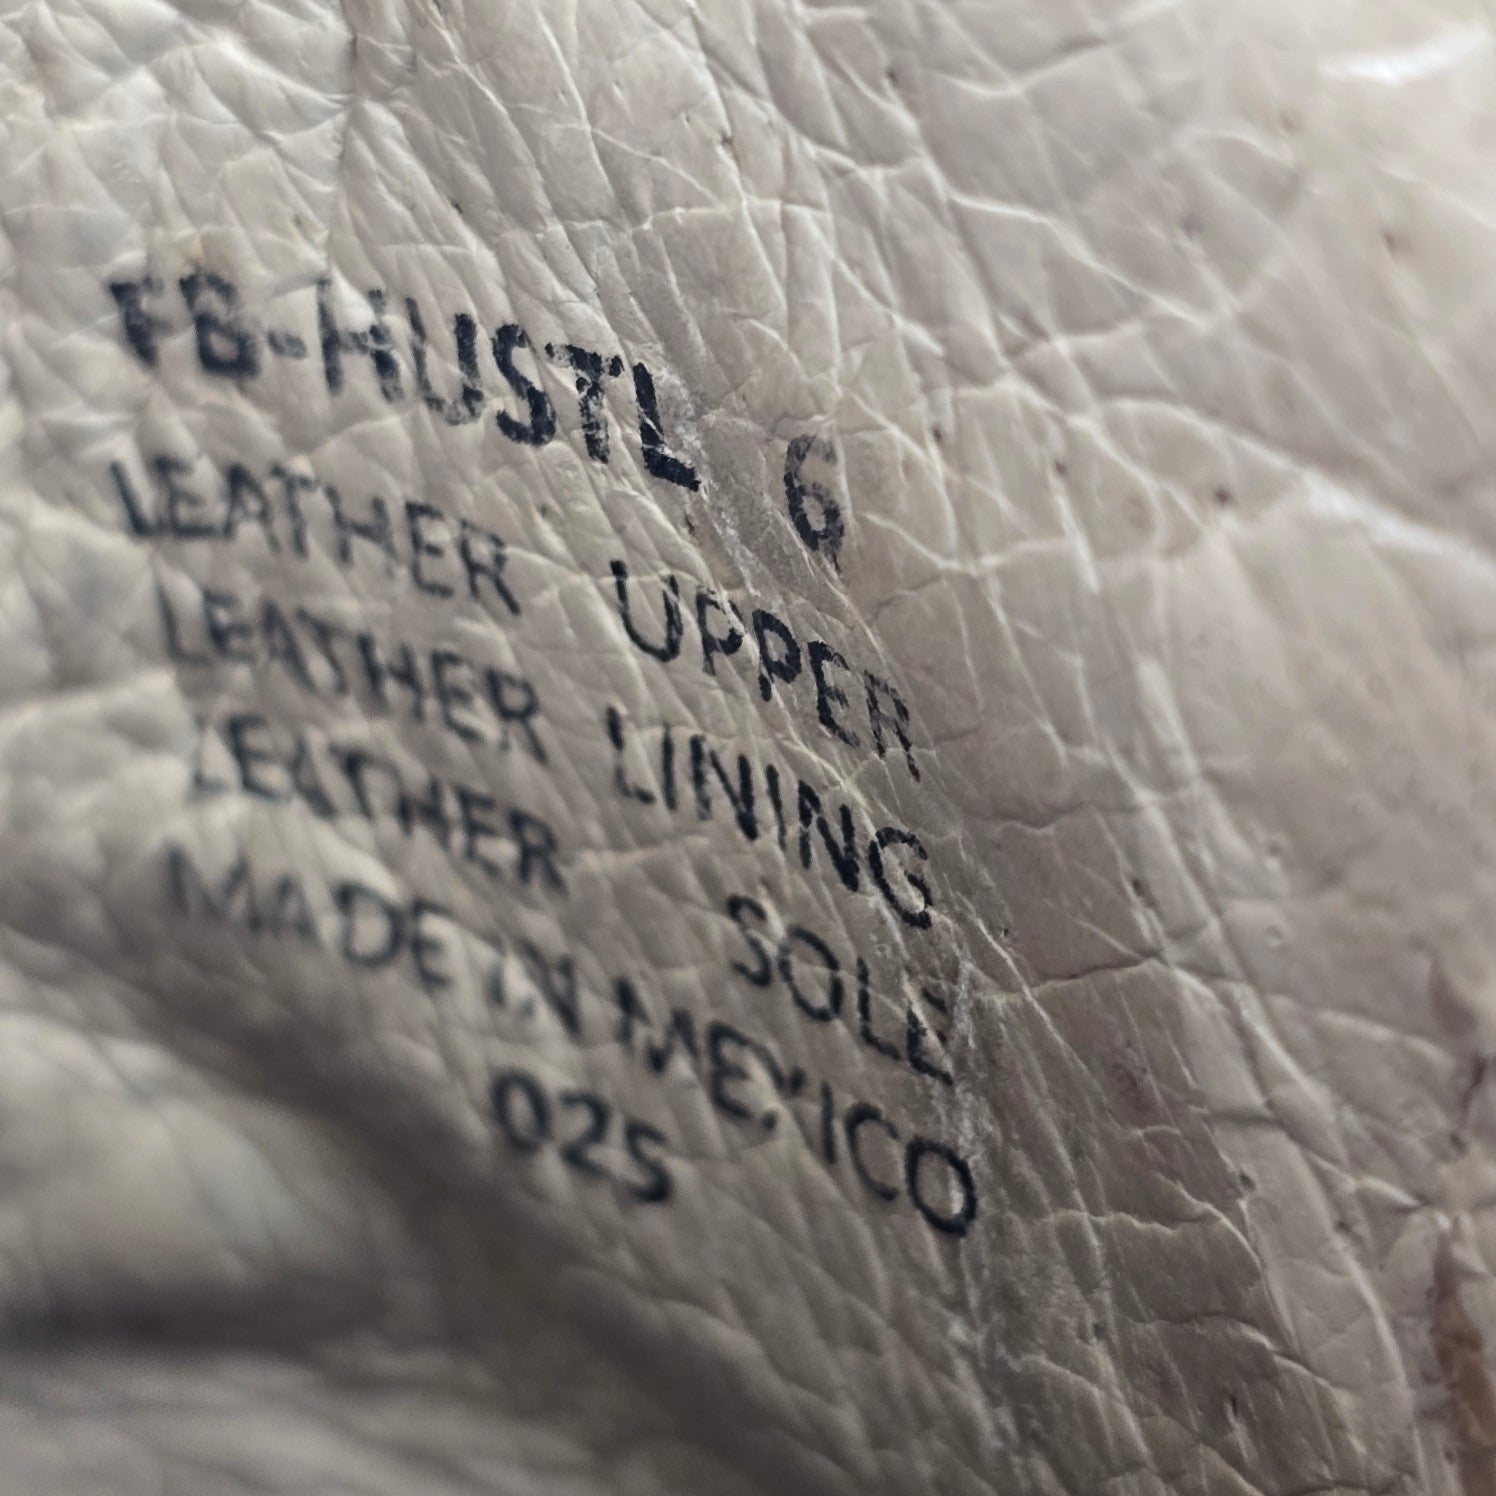 FB-HUSTL 6
LEATHER UPPER
LEATHER LINING
LEATHER SOLE
MADE IN MEXICO
025